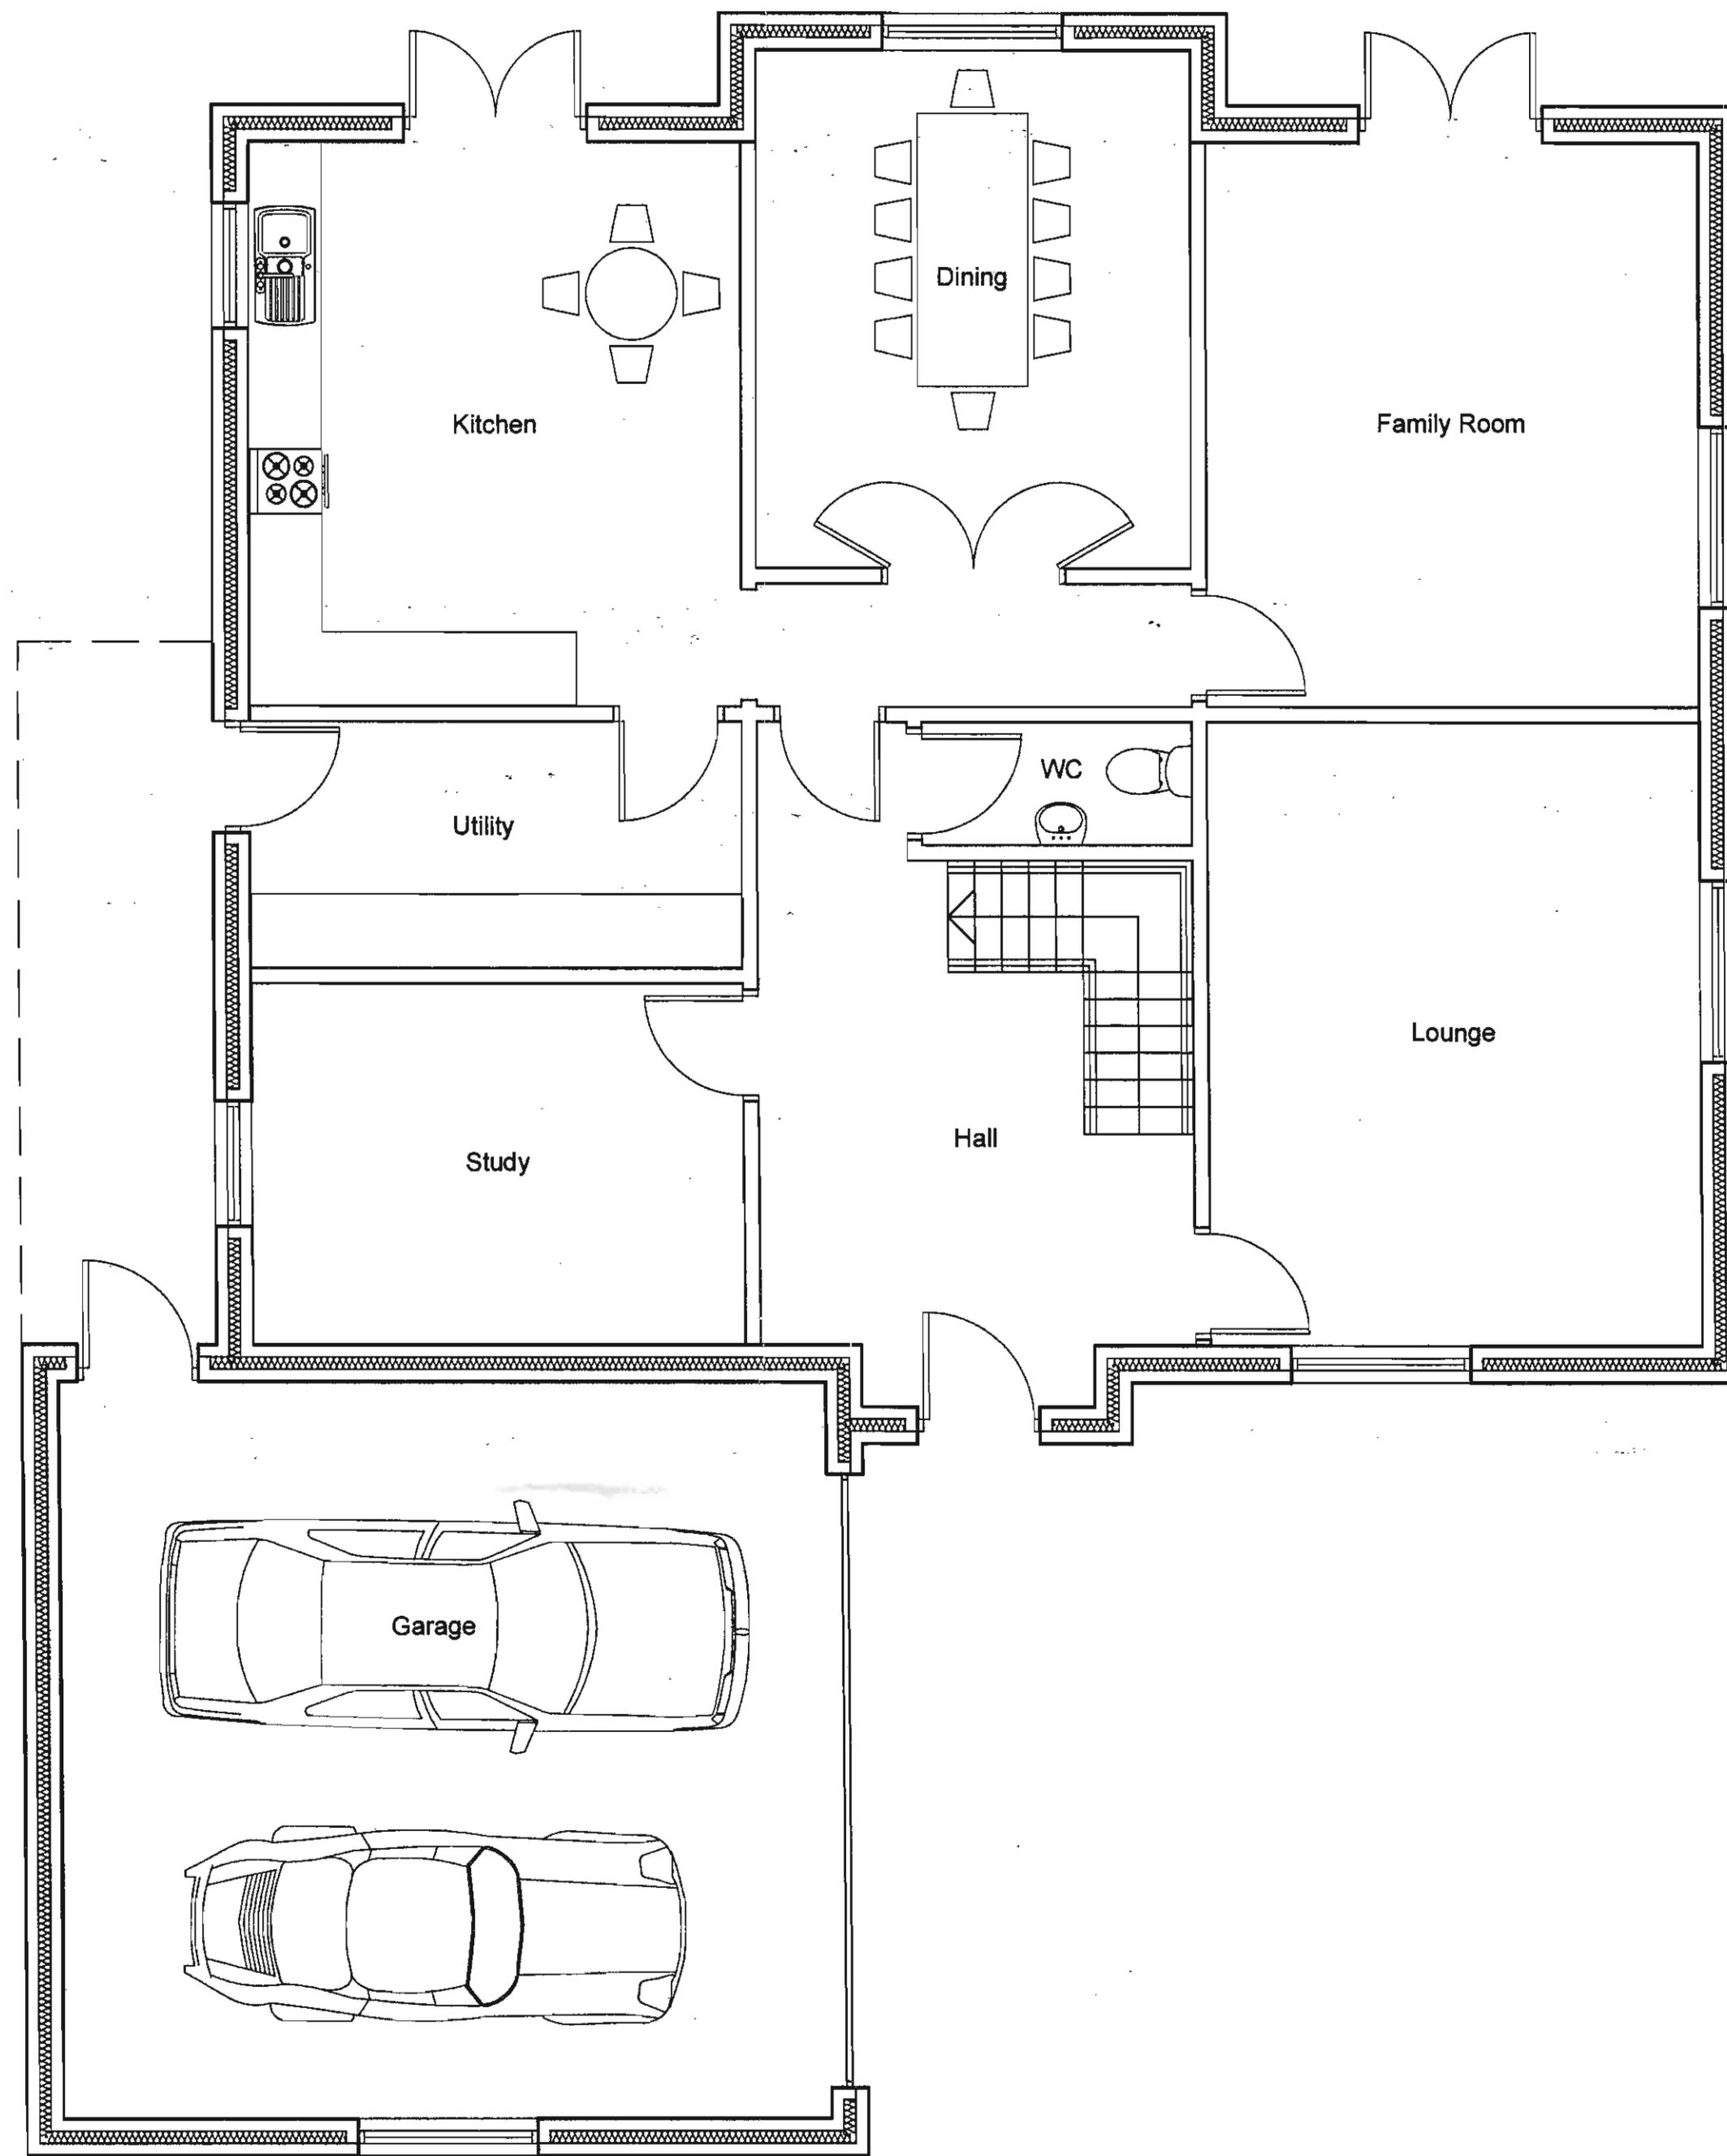 Dining
Kitchen
Family Room
WC
Utility
Lounge
Hall
Study
Garage